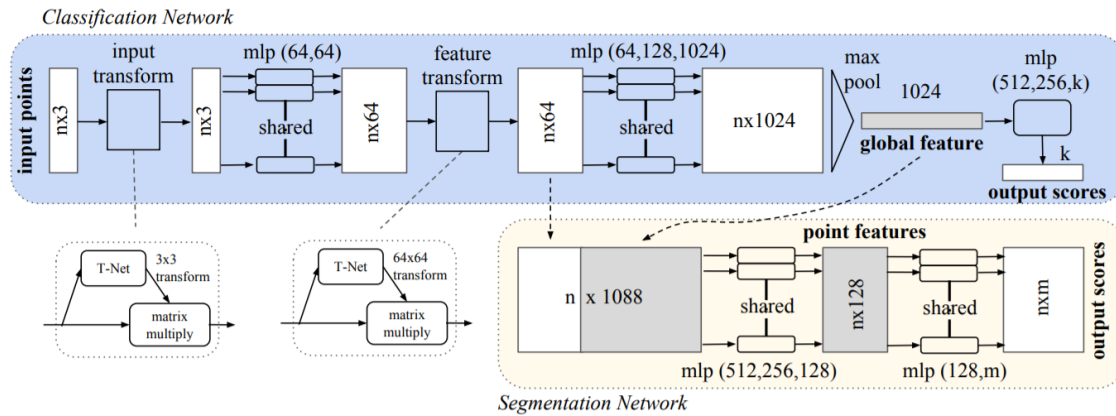 Classification Network
input points
nx3
input
transform
nx3
mlp (64,64)
shared
nx64
feature
transform
nx64
mlp (64,128,1024)
shared
nx1024
max
pool
1024
global feature
mlp
(512,256,k)
k
output scores
T-Net
3x3
transform
matrix
multiply
T-Net
64x64
transform
matrix
multiply
point features
n x 1088
shared
mlp (512,256,128)
nx128
shared
mlp (128,m)
nxm
output scores
Segmentation Network